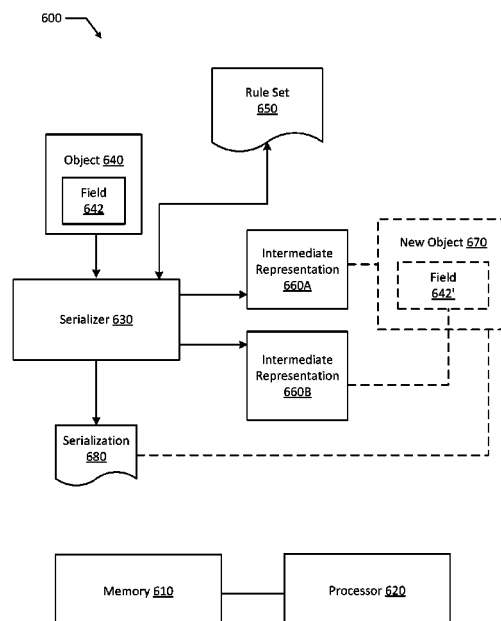 600
Rule Set
650
Object 640
Field
642
New Object 670
Field
642'
Intermediate
Representation
660A
Serializer 630
Intermediate
Representation
660B
Serialization
680
Memory 610
Processor 620